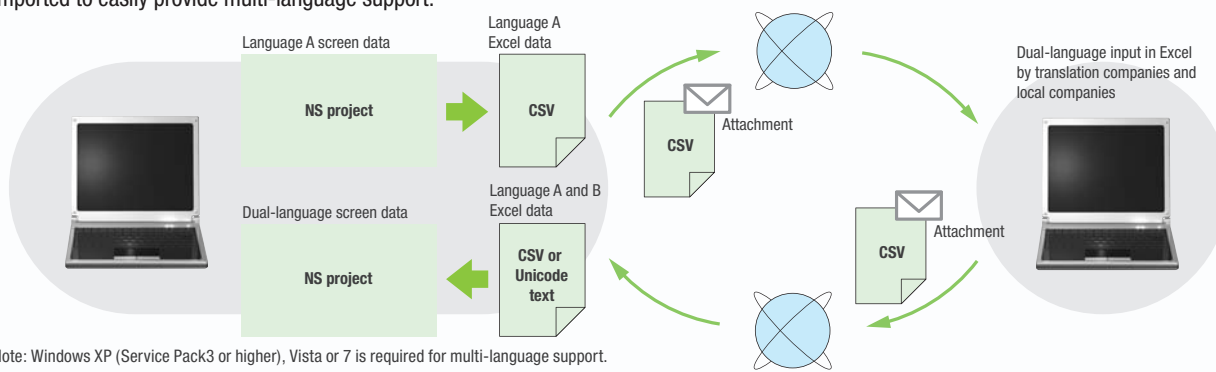 mported to easily provide multi-language support.
Language A screen data
NS project
Language A
Excel data
CSV
CSV
Attachment
Dual-language input in Excel
by translation companies and
local companies
Dual-language screen data
NS project
Language A and B
Excel data
CSV or
Unicode
text
CSV
Attachment
ote: Windows XP (Service Pack3 or higher), Vista or 7 is required for multi-language support.